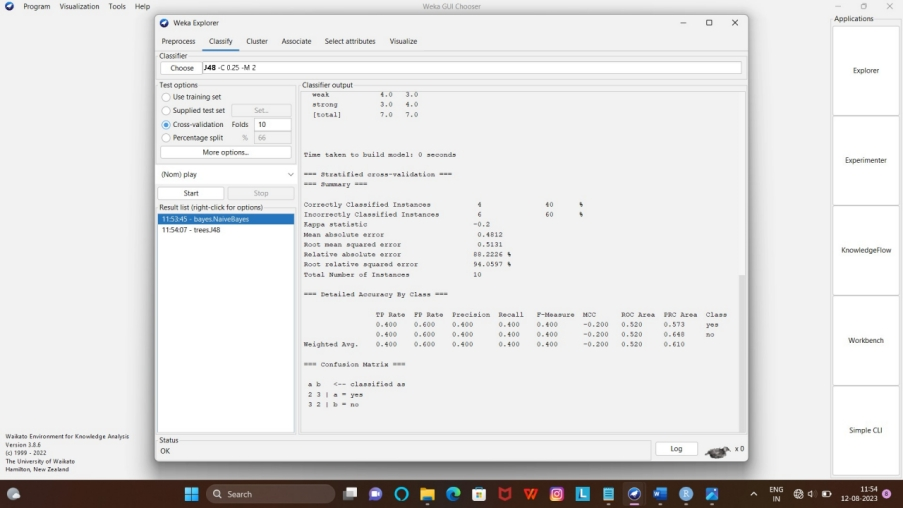 Program Visualization Tools Help
Weka GUI Chooser
Applications
Weka Explorer
Preprocess Classify Cluster Associate Select attributes Visualize
Classifier
Choose J48 -C 0.25 -M 2
Test options
Use training set
Supplied test set Set...
Cross-validation Folds 10
Percentage split % 66
More options...
(Nom) play
Start Stop
Result list (right-click for options)
11:53:45 - bayes.NaiveBayes
11:54:07 - trees.J48
Classifier output
weak 4.0 3.0
strong 3.0 4.0
[total] 7.0 7.0
Time taken to build model: 0 seconds
=== Stratified cross-validation ===
=== Summary ===
Correctly Classified Instances 4 40 %
Incorrectly Classified Instances 6 60 %
Kappa statistic -0.2
Mean absolute error 0.4812
Root mean squared error 0.5131
Relative absolute error 88.2226 %
Root relative squared error 94.0597 %
Total Number of Instances 10
=== Detailed Accuracy By Class ===
TP Rate FP Rate Precision Recall F-Measure MCC ROC Area PRC Area Class
0.400 0.600 0.400 0.400 0.400 -0.200 0.520 0.573 yes
0.400 0.600 0.400 0.400 0.400 -0.200 0.520 0.648 no
Weighted Avg. 0.400 0.600 0.400 0.400 0.400 -0.200 0.520 0.610
=== Confusion Matrix ===
a b <-- classified as
2 3 | a = yes
3 2 | b = no
Status
OK
Log
x 0
Explorer
Experimenter
KnowledgeFlow
Workbench
Simple CLI
Waikato Environment for Knowledge Analysis
Version 3.8.6
(c) 1999 - 2022
The University of Waikato
Hamilton, New Zealand
Search
ENG
IN
11:54
12-08-2023